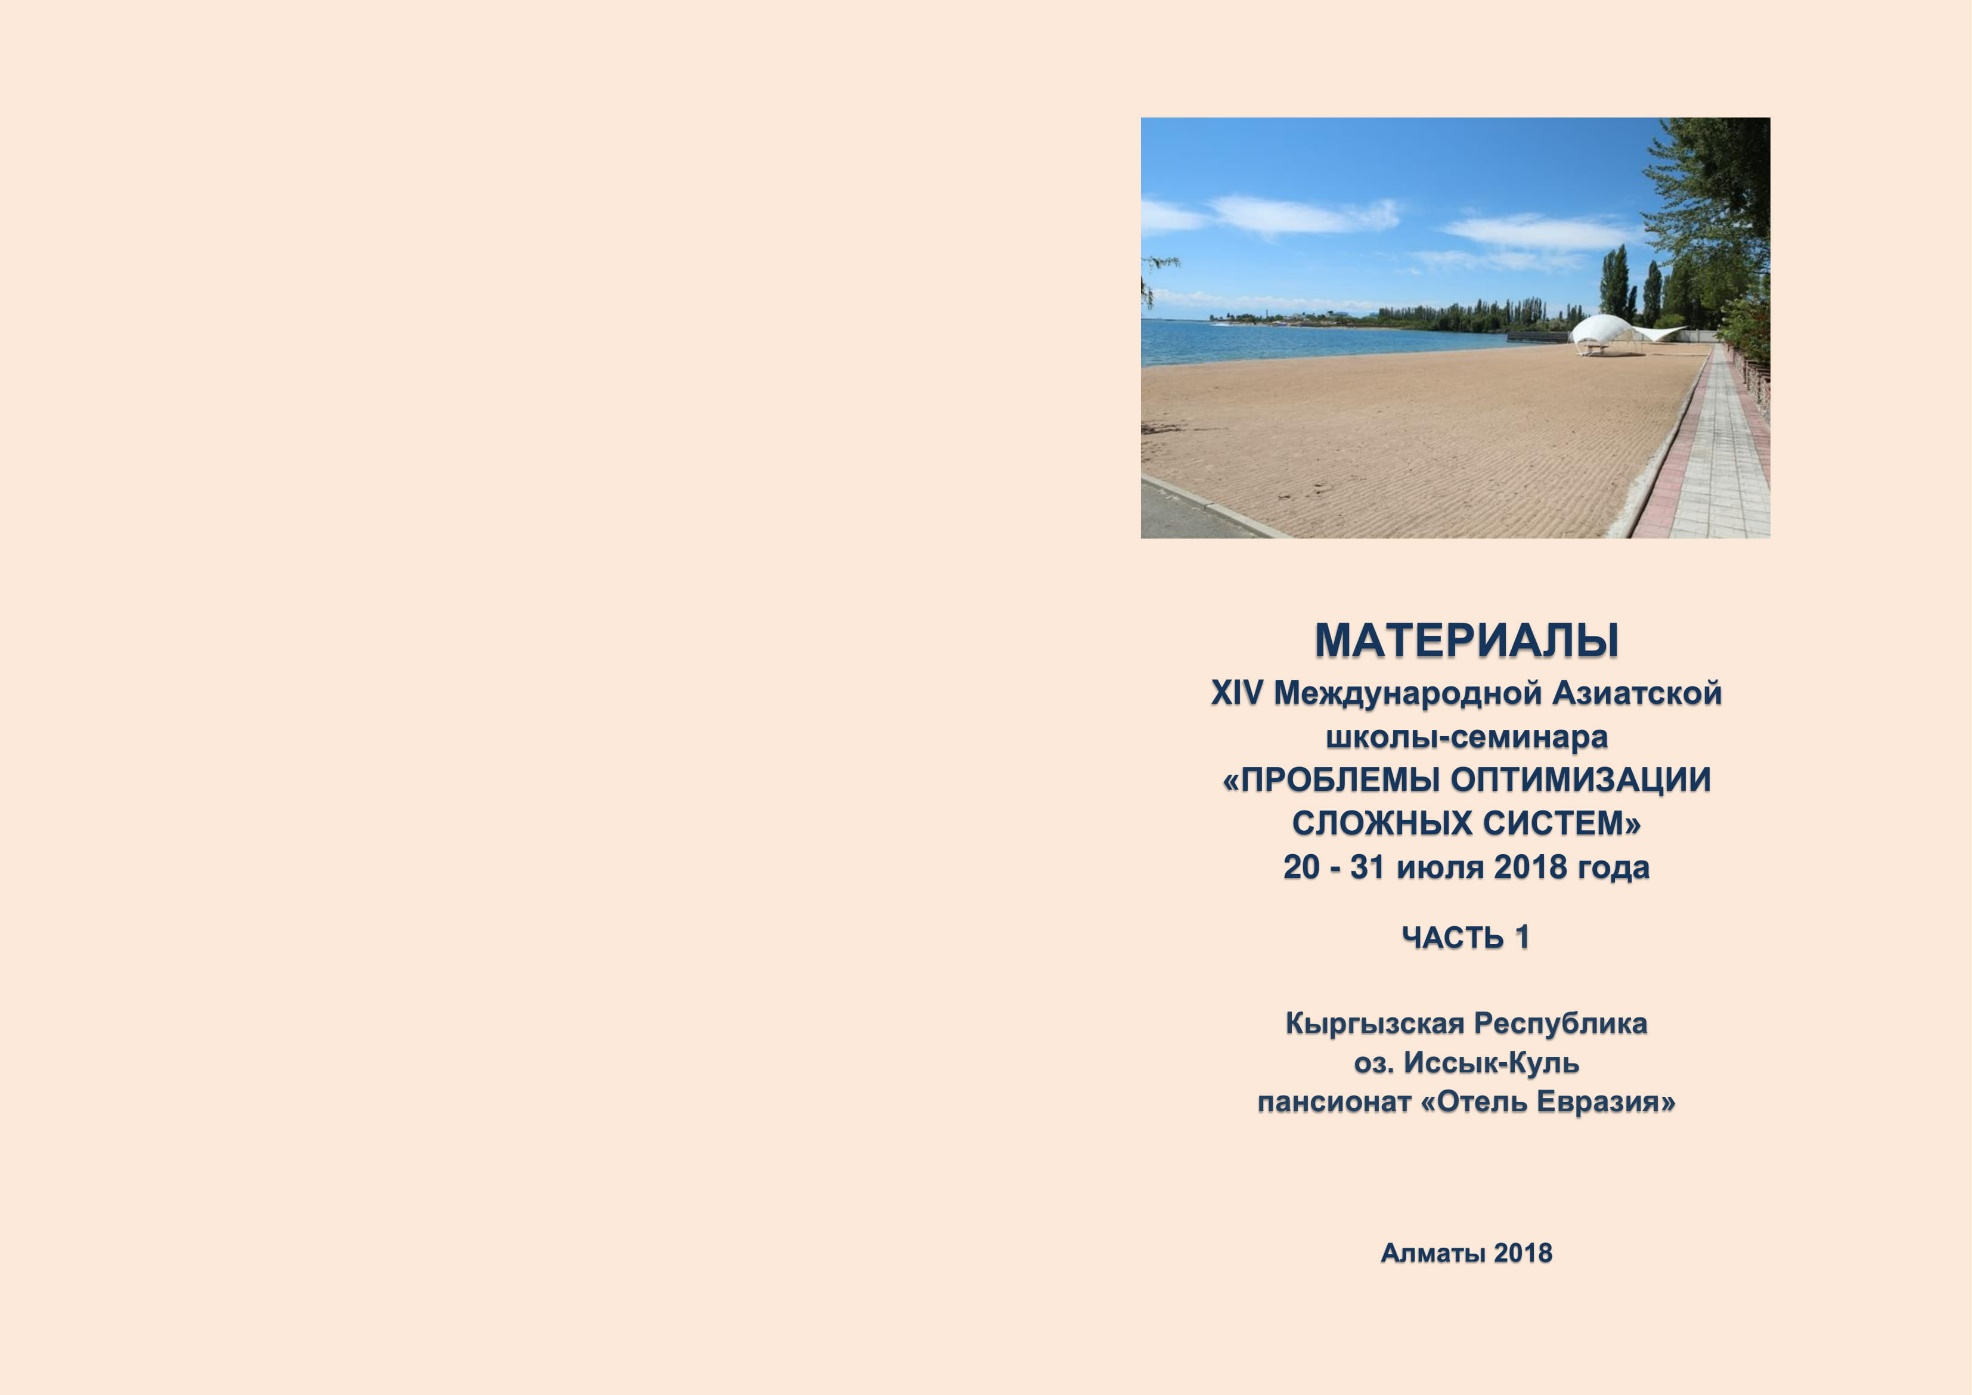 МАТЕРИАЛЫ
XIV Международной Азиатской
школы-семинара
«ПРОБЛЕМЫ ОПТИМИЗАЦИИ
СЛОЖНЫХ СИСТЕМ»
20 - 31 июля 2018 года
ЧАСТЬ 1
Кыргызская Республика
оз. Иссык-Куль
пансионат «Отель Евразия»
Алматы 2018